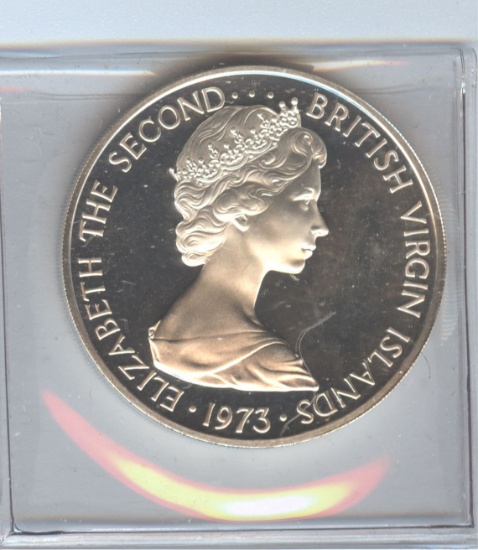 ELIZABETH THE SECOND
BRITISH VIRGIN ISLANDS
· 1973 ·